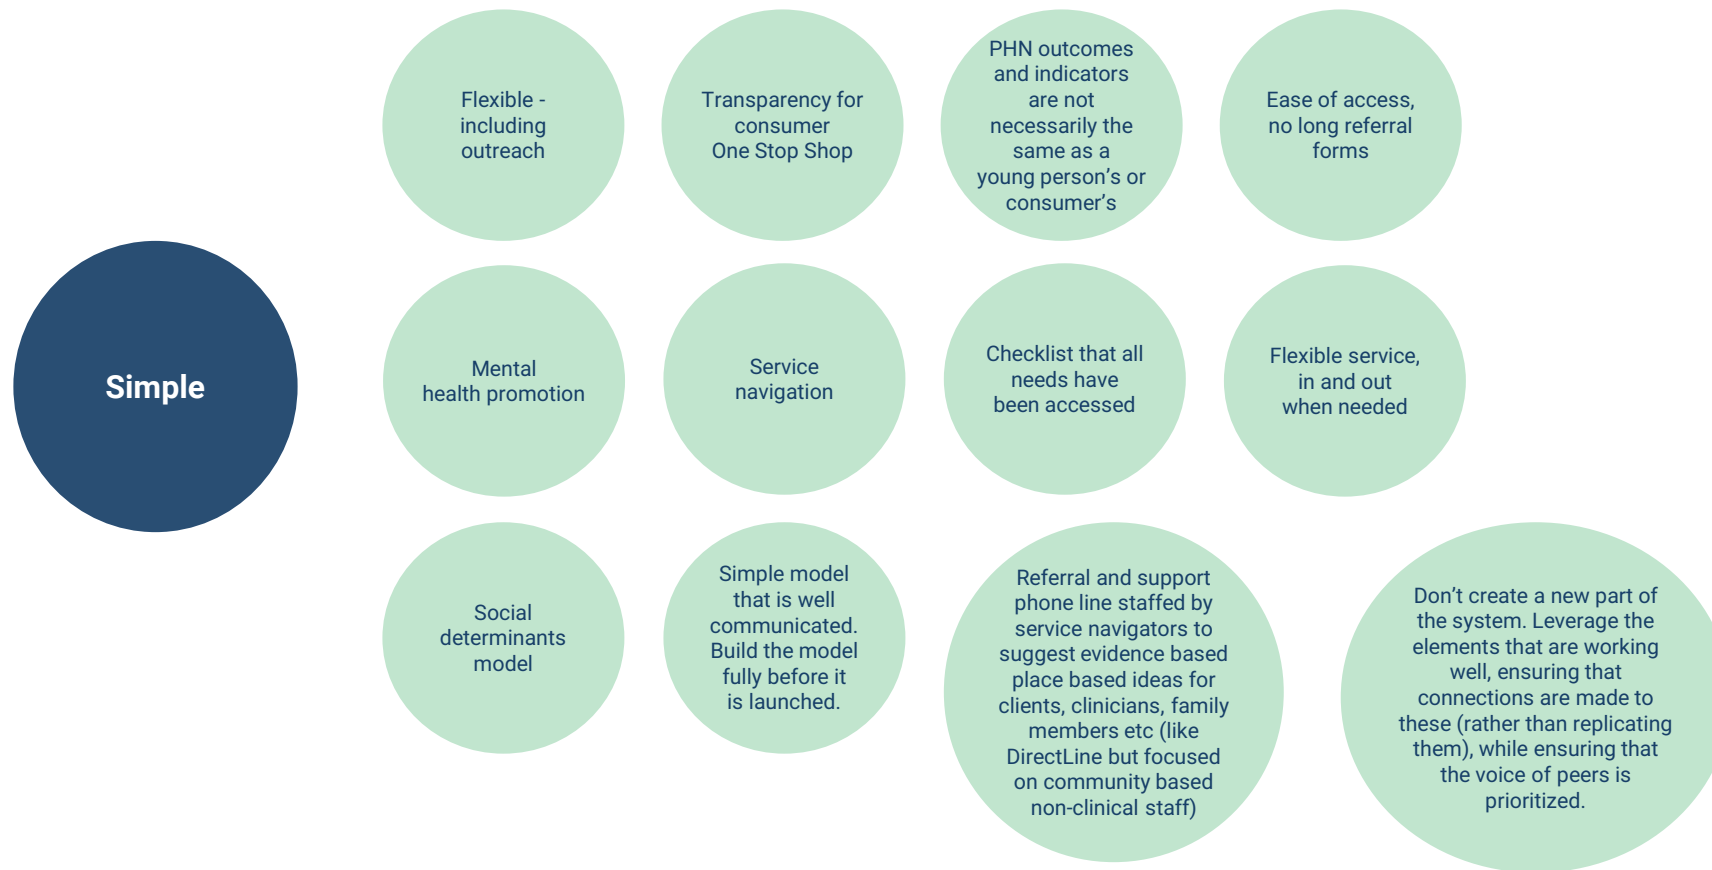 Simple
Flexible -
including
outreach
Transparency for
consumer
One Stop Shop
PHN outcomes
and indicators
are not
necessarily the
same as a
young person’s or
consumer’s
Ease of access,
no long referral
forms
Mental
health promotion
Service
navigation
Checklist that all
needs have
been accessed
Flexible service,
in and out
when needed
Social
determinants
model
Simple model
that is well
communicated.
Build the model
fully before it
is launched.
Referral and support
phone line staffed by
service navigators to
suggest evidence based
place based ideas for
clients, clinicians, family
members etc (like
DirectLine but focused
on community based
non-clinical staff)
Don’t create a new part of
the system. Leverage the
elements that are working
well, ensuring that
connections are made to
these (rather than replicating
them), while ensuring that
the voice of peers is
prioritized.